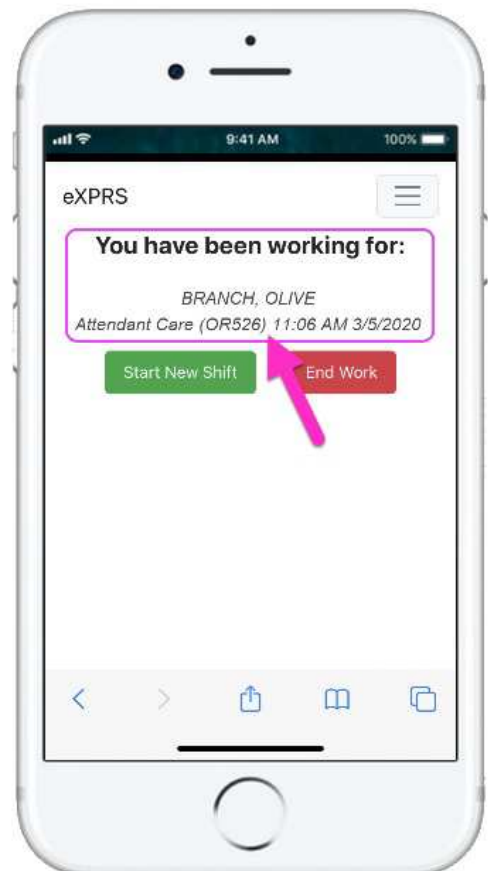 9:41 AM 100%
eXPRS
You have been working for:
BRANCH, OLIVE
Attendant Care (OR526) 11:06 AM 3/5/2020
Start New Shift End Work